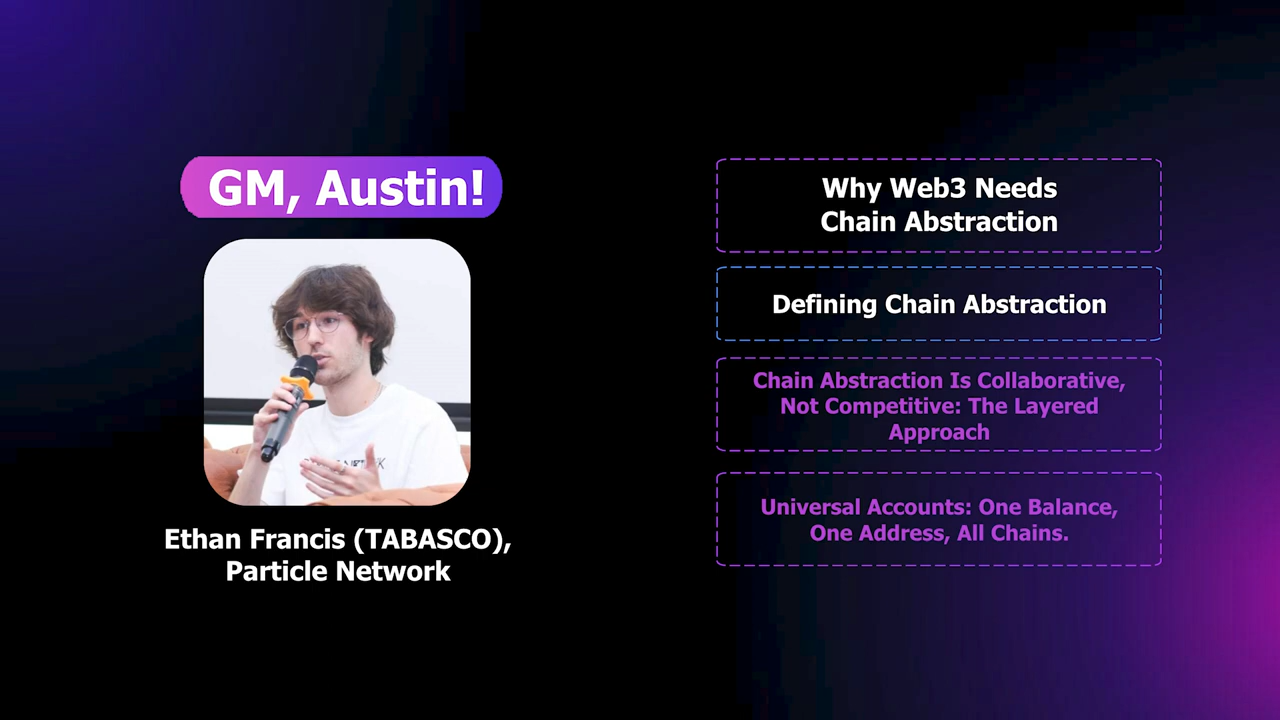 GM, Austin!
Ethan Francis (TABASCO),
Particle Network
Why Web3 Needs
Chain Abstraction
Defining Chain Abstraction
Chain Abstraction Is Collaborative,
Not Competitive: The Layered
Approach
Universal Accounts: One Balance,
One Address, All Chains.